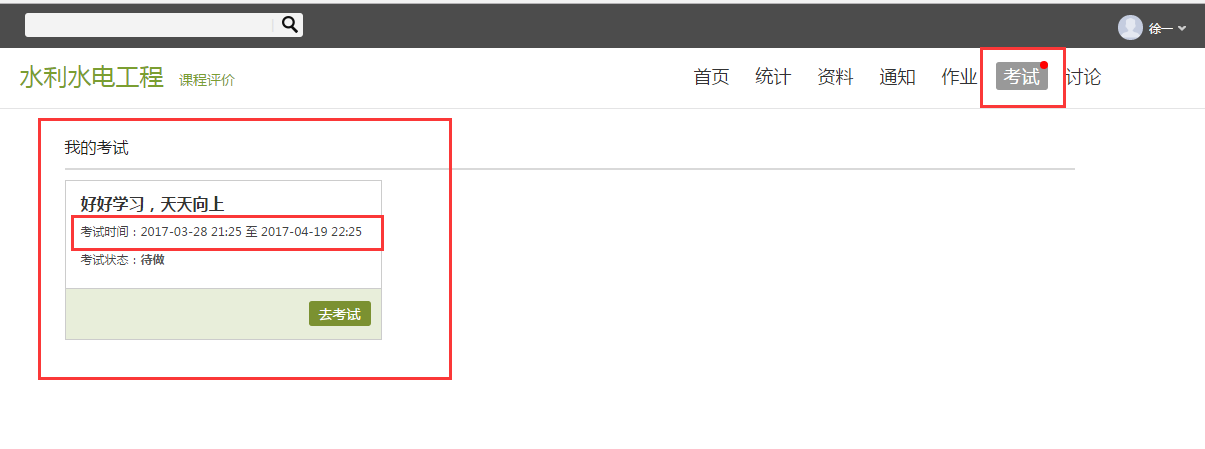 徐一
水利水电工程 课程评价
首页 统计 资料 通知 作业 考试 讨论
我的考试
好好学习，天天向上
考试时间：2017-03-28 21:25 至 2017-04-19 22:25
考试状态：待做
去考试